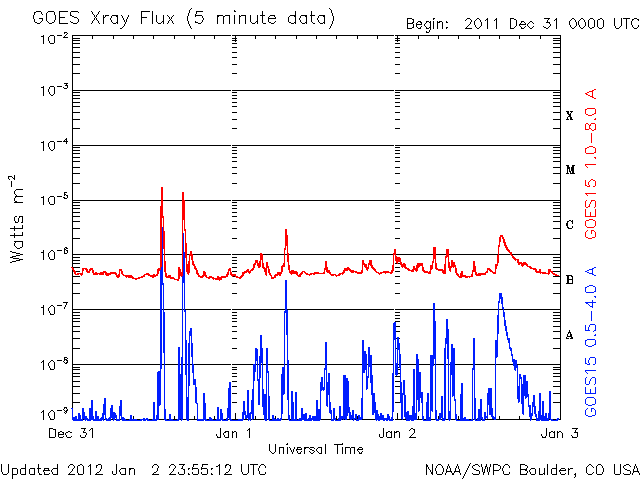 GOES Xray Flux (5 minute data)
Begin: 2011 Dec 31 0000 UTC
10-2
10-3
10-4
10-5
10-6
10-7
10-8
10-9
Watts m-2
X
M
C
B
A
GOES15 1.0-8.0 A
GOES15 0.5-4.0 A
Dec 31
Jan 1
Jan 2
Jan 3
Universal Time
Updated 2012 Jan 2 23:55:12 UTC
NOAA/SWPC Boulder, CO USA